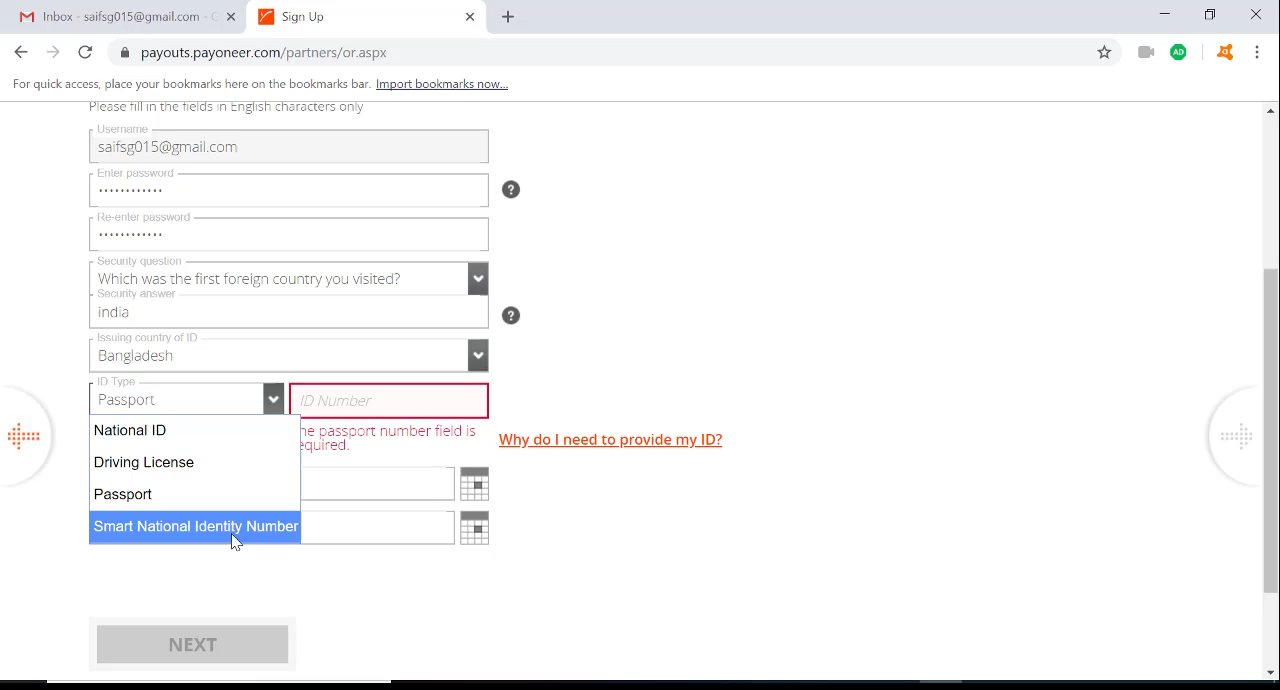 Inbox - saifsg015@gmail.com - G
Sign Up
payouts.payoneer.com/partners/or.aspx
AD
For quick access, place your bookmarks here on the bookmarks bar. Import bookmarks now...
Please fill in the fields in English characters only
Username
saifsg015@gmail.com
Enter password
••••••••••••
?
Re-enter password
••••••••••••
Security question
Which was the first foreign country you visited?
Security answer
india
?
Issuing country of ID
Bangladesh
ID Type
Passport
ID Number
National ID
he passport number field is
equired.
Why do I need to provide my ID?
Driving License
Passport
Smart National Identity Number
NEXT